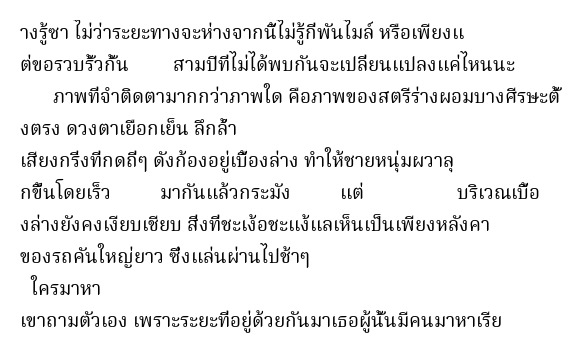 างรู้ซา ไม่ว่าระยะทางจะห่างจากนี้ไม่รู้กี่พันไมล์ หรือเพียงแ
ต่ขอรวบรั้วกั้น สามปีที่ไม่ได้พบกันจะเปลี่ยนแปลงแค่ไหนนะ
ภาพที่จำติดตามากกว่าภาพใด คือภาพของสตรีร่างผอมบางศีรษะตั้
งตรง ดวงตาเยือกเย็น ลึกล้ำ
เสียงกริ่งที่กดถี่ๆ ดังก้องอยู่เบื้องล่าง ทำให้ชายหนุ่มผวาลุ
กขึ้นโดยเร็ว มากันแล้วกระมัง แต่ บริเวณเบื้อ
งล่างยังคงเงียบเชียบ สิ่งที่ชะเง้อชะแง้แลเห็นเป็นเพียงหลังคา
ของรถคันใหญ่ยาว ซึ่งแล่นผ่านไปช้าๆ
ใครมาหา
เขาถามตัวเอง เพราะระยะที่อยู่ด้วยกันมาเธอผู้นั้นมีคนมาหาเรีย